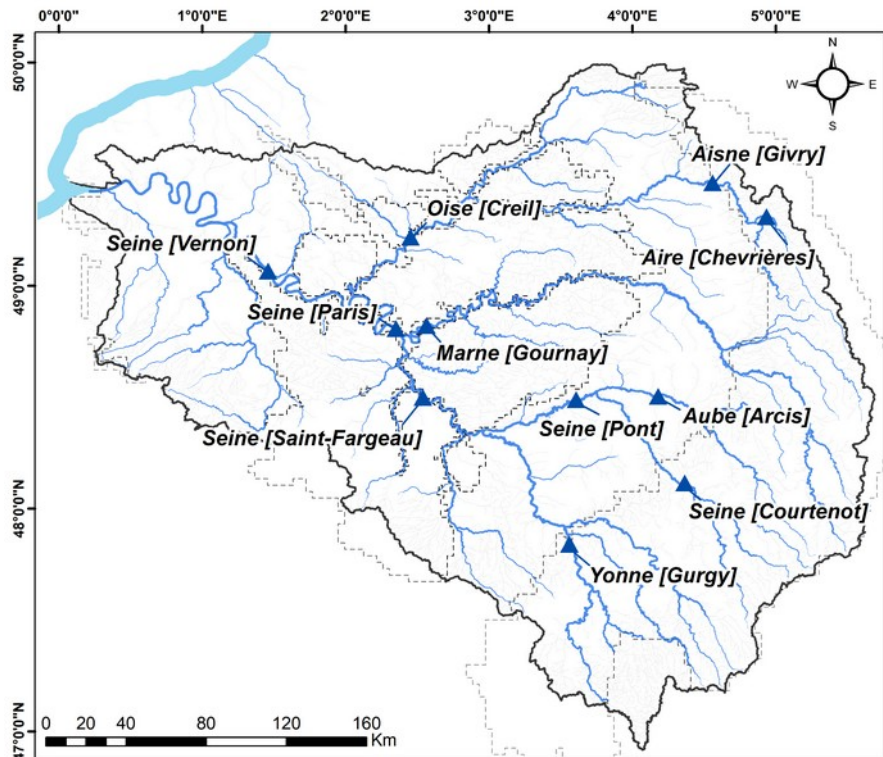 0°0'0" 1°0'0"E 2°0'0"E 3°0'0"E 4°0'0"E 5°0'0"E
50°0'0"N
N
W E
S
Aisne [Givry]
Oise [Creil]
Seine [Vernon]
Aire [Chevrières]
49°0'0"N
Seine [Paris]
Marne [Gournay]
Seine [Saint-Fargeau]
Seine [Pont]
Aube [Arcis]
48°0'0"N
Seine [Courtenot]
Yonne [Gurgy]
0 20 40 80 120 160
Km
47°0'0"N